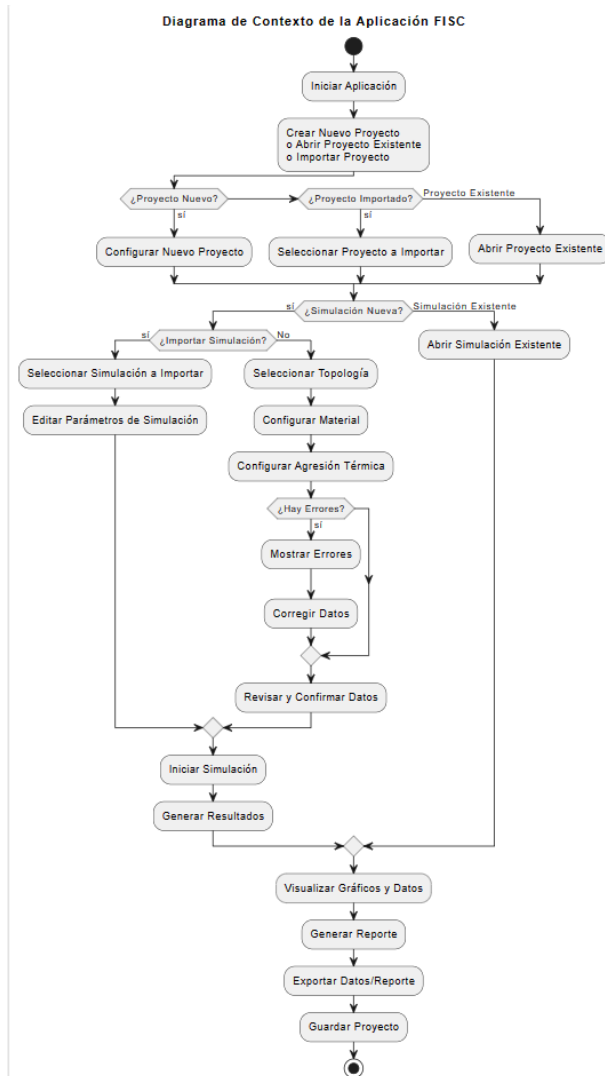 Diagrama de Contexto de la Aplicación FISC
Iniciar Aplicación
Crear Nuevo Proyecto
o Abrir Proyecto Existente
o Importar Proyecto
¿Proyecto Nuevo?
sí
¿Proyecto Importado?
sí
Proyecto Existente
Configurar Nuevo Proyecto
Seleccionar Proyecto a Importar
Abrir Proyecto Existente
sí
¿Simulación Nueva?
Simulación Existente
sí
¿Importar Simulación?
No
Abrir Simulación Existente
Seleccionar Simulación a Importar
Seleccionar Topología
Editar Parámetros de Simulación
Configurar Material
Configurar Agresión Térmica
¿Hay Errores?
sí
Mostrar Errores
Corregir Datos
Revisar y Confirmar Datos
Iniciar Simulación
Generar Resultados
Visualizar Gráficos y Datos
Generar Reporte
Exportar Datos/Reporte
Guardar Proyecto